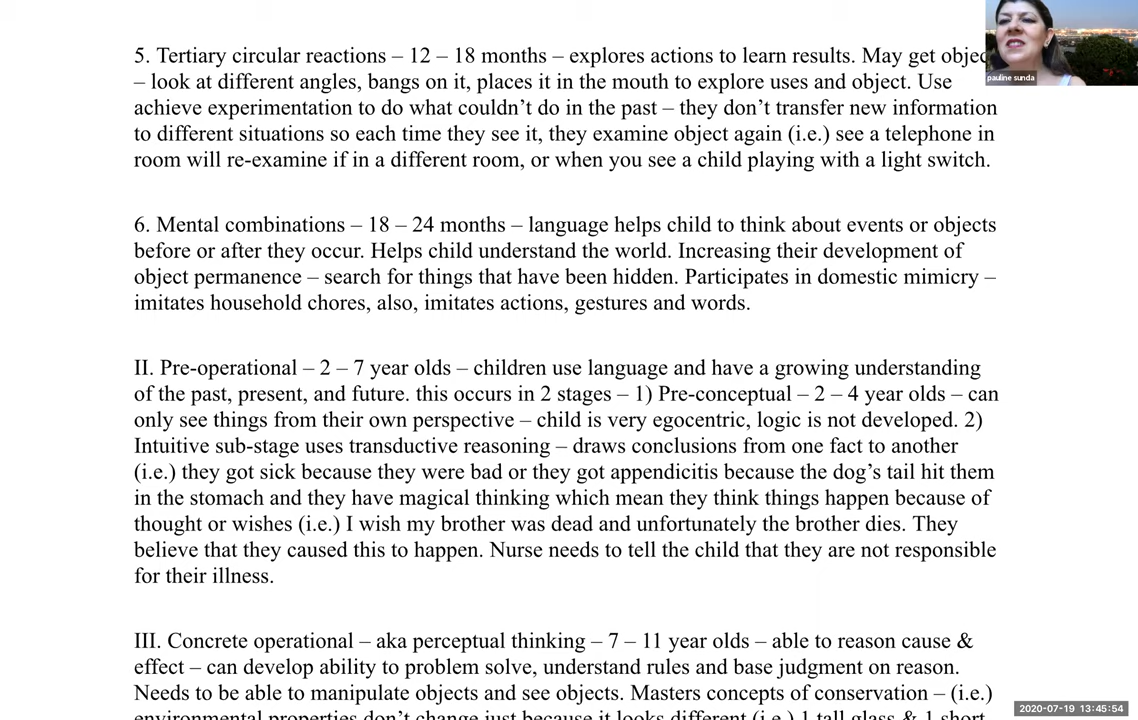 5. Tertiary circular reactions – 12 – 18 months – explores actions to learn results. May get objec
– look at different angles, bangs on it, places it in the mouth to explore uses and object. Use
achieve experimentation to do what couldn’t do in the past – they don’t transfer new information
to different situations so each time they see it, they examine object again (i.e.) see a telephone in
room will re-examine if in a different room, or when you see a child playing with a light switch.
6. Mental combinations – 18 – 24 months – language helps child to think about events or objects
before or after they occur. Helps child understand the world. Increasing their development of
object permanence – search for things that have been hidden. Participates in domestic mimicry –
imitates household chores, also, imitates actions, gestures and words.
II. Pre-operational – 2 – 7 year olds – children use language and have a growing understanding
of the past, present, and future. this occurs in 2 stages – 1) Pre-conceptual – 2 – 4 year olds – can
only see things from their own perspective – child is very egocentric, logic is not developed. 2)
Intuitive sub-stage uses transductive reasoning – draws conclusions from one fact to another
(i.e.) they got sick because they were bad or they got appendicitis because the dog’s tail hit them
in the stomach and they have magical thinking which mean they think things happen because of
thought or wishes (i.e.) I wish my brother was dead and unfortunately the brother dies. They
believe that they caused this to happen. Nurse needs to tell the child that they are not responsible
for their illness.
III. Concrete operational – aka perceptual thinking – 7 – 11 year olds – able to reason cause &
effect – can develop ability to problem solve, understand rules and base judgment on reason.
Needs to be able to manipulate objects and see objects. Masters concepts of conservation – (i.e.)
environmental properties don’t change just because it looks different (i.e.) 1 tall glass & 1 short
pauline sunda
2020-07-19 13:45:54